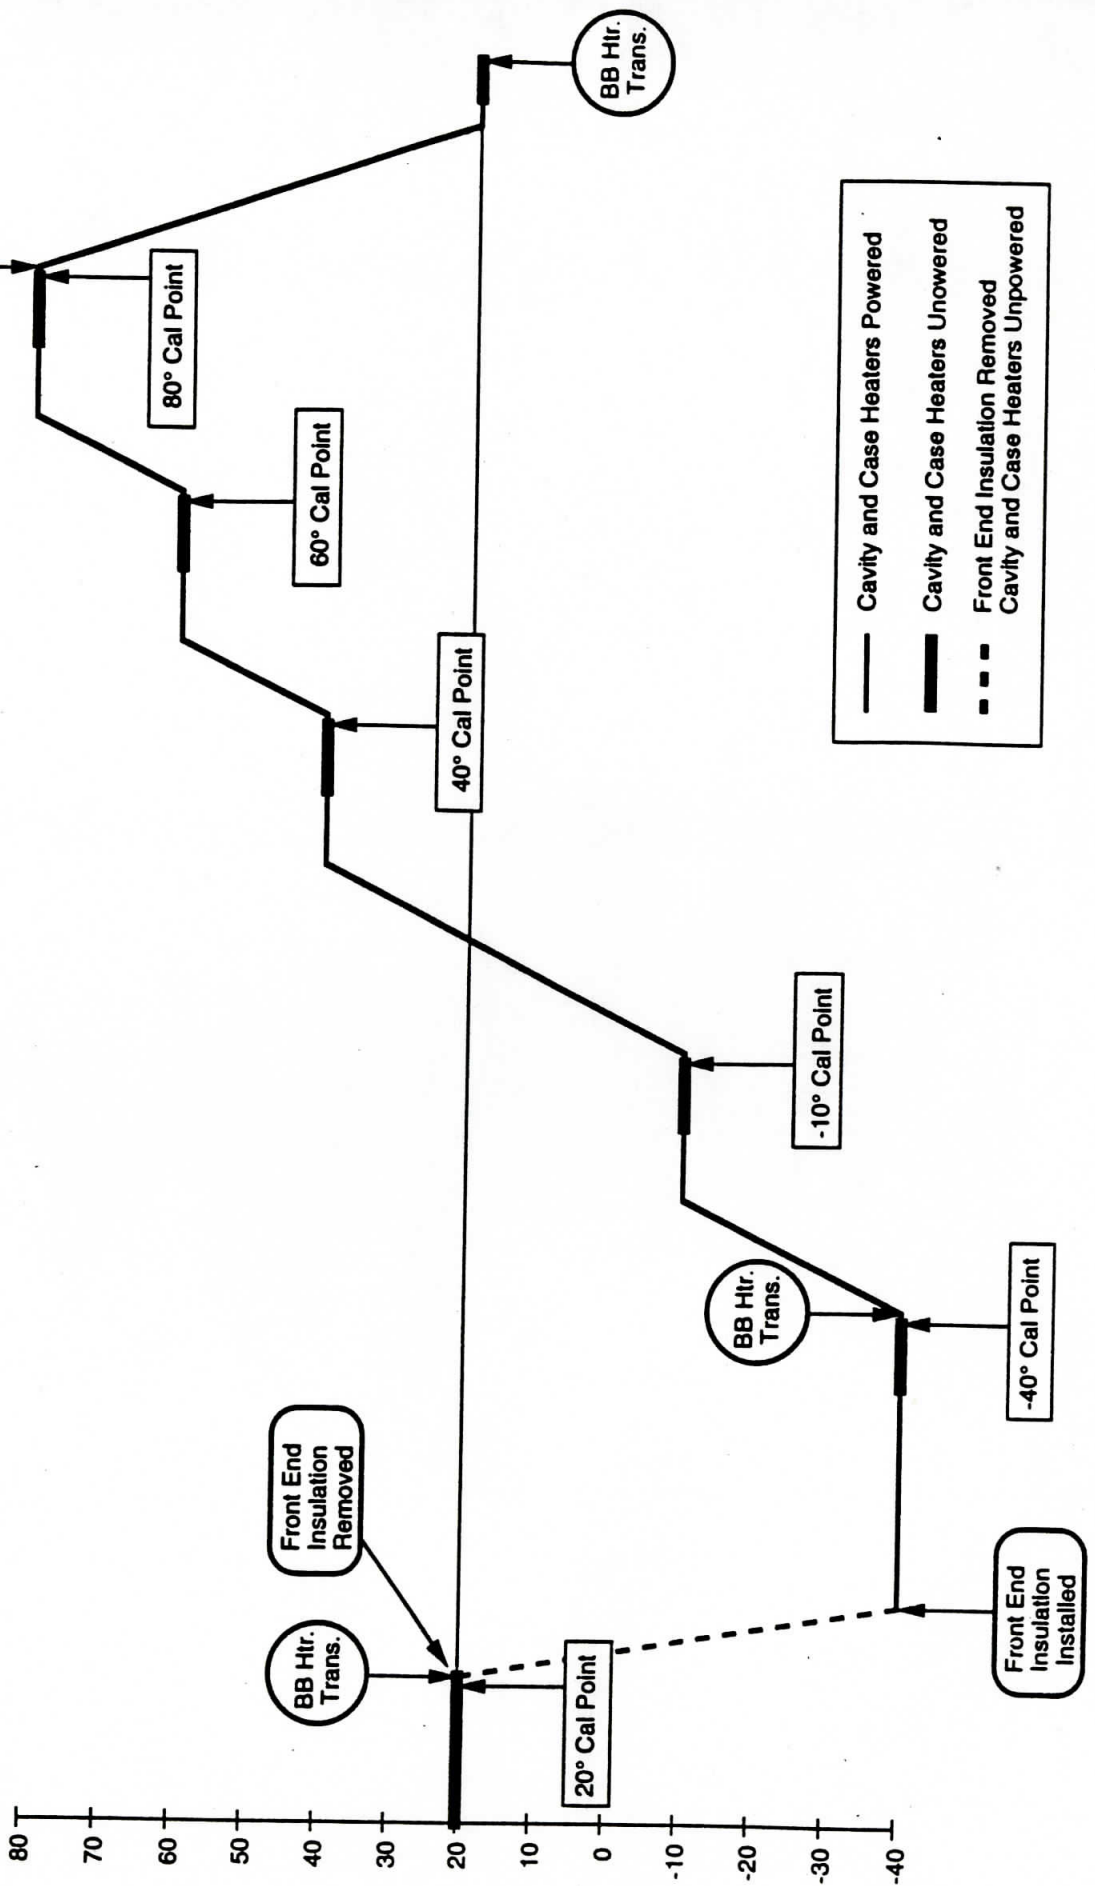 80
70
60
50
40
30
20
10
0
-10
-20
-30
-40
BB Htr.
Trans.
Front End
Insulation
Removed
20° Cal Point
Front End
Insulation
Installed
BB Htr.
Trans.
-40° Cal Point
-10° Cal Point
40° Cal Point
60° Cal Point
80° Cal Point
BB Htr.
Trans.
Cavity and Case Heaters Powered
Cavity and Case Heaters Unowered
Front End Insulation Removed
Cavity and Case Heaters Unpowered